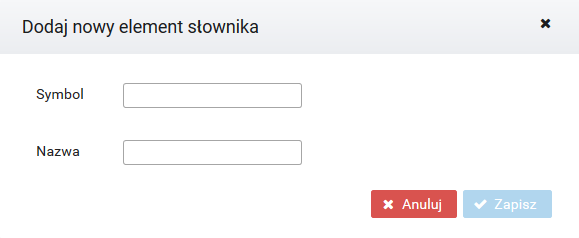 Dodaj nowy element słownika
Symbol
Nazwa
Anuluj Zapisz